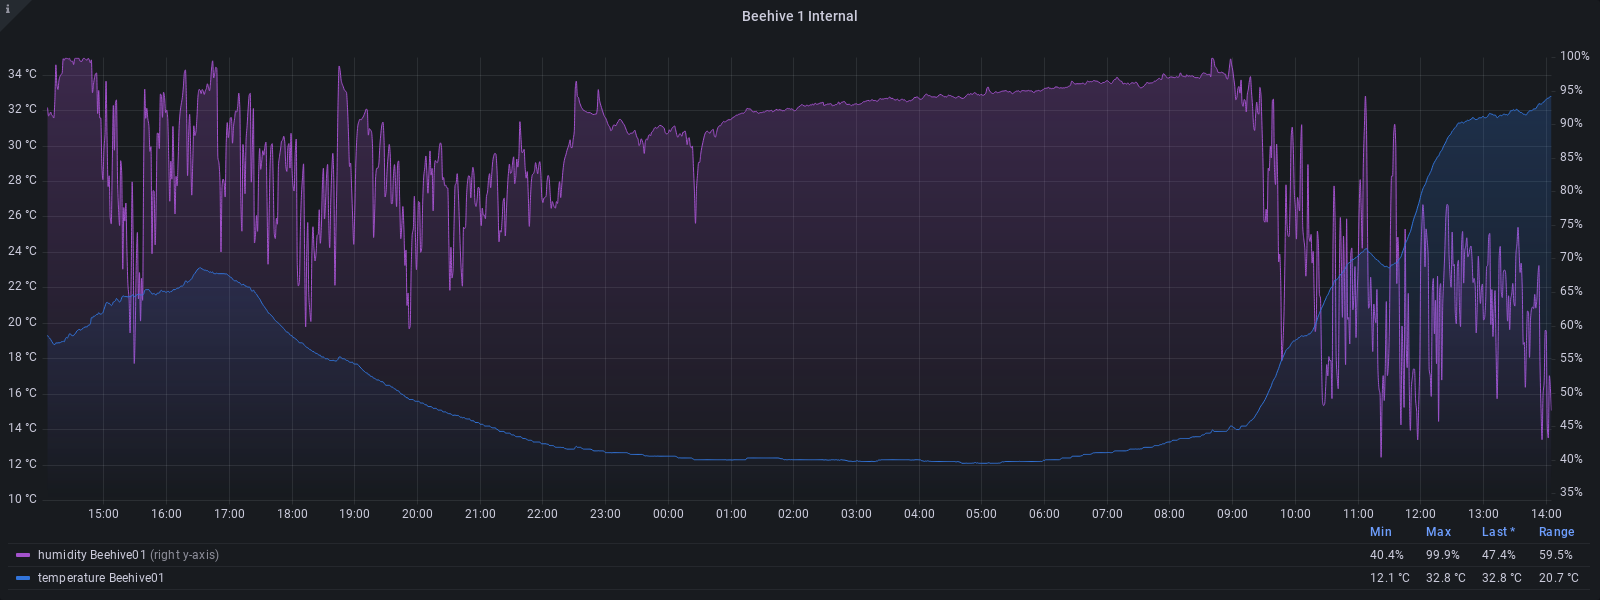 i
Beehive 1 Internal
34 °C 100%
32 °C 95%
30 °C 90%
28 °C 85%
26 °C 80%
24 °C 75%
22 °C 70%
20 °C 65%
18 °C 60%
16 °C 55%
14 °C 50%
12 °C 45%
10 °C 40%
35%
15:00 16:00 17:00 18:00 19:00 20:00 21:00 22:00 23:00 00:00 01:00 02:00 03:00 04:00 05:00 06:00 07:00 08:00 09:00 10:00 11:00 12:00 13:00 14:00
Min Max Last * Range
humidity Beehive01 (right y-axis) 40.4% 99.9% 47.4% 59.5%
temperature Beehive01 12.1 °C 32.8 °C 32.8 °C 20.7 °C